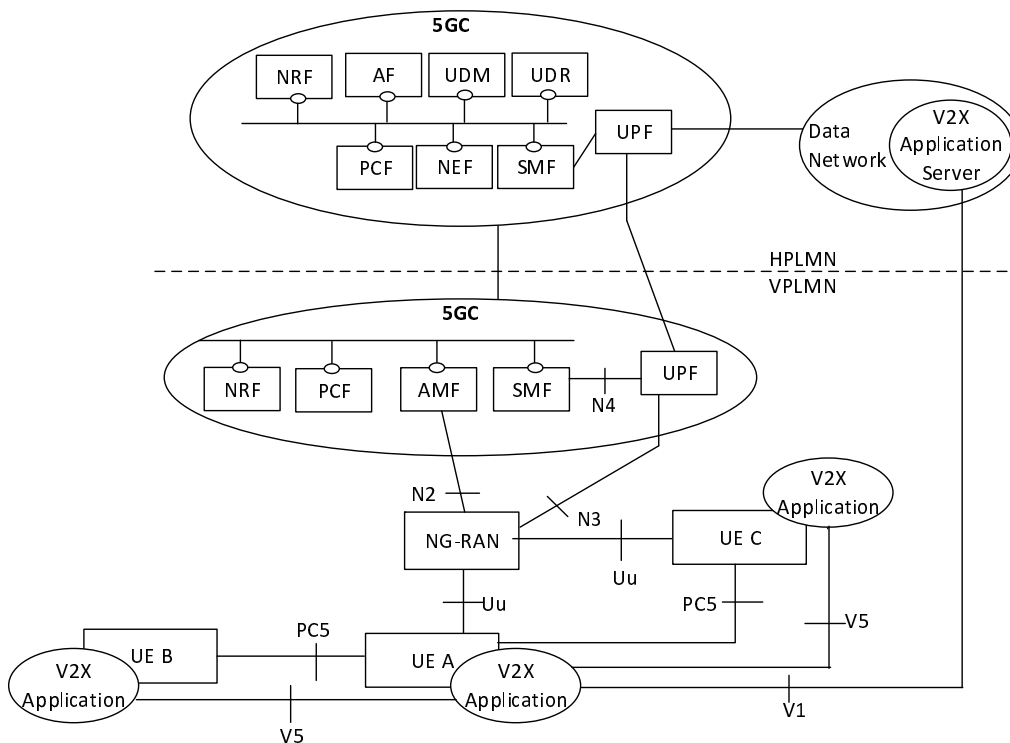 5GC
NRF
AF
UDM
UDR
UPF
PCF
NEF
SMF
Data
Network
V2X
Application
Server
HPLMN
VPLMN
5GC
NRF
PCF
AMF
SMF
N4
UPF
N2
N3
V2X
Application
NG-RAN
UE C
Uu
Uu
PC5
V5
PC5
UE B
UE A
V2X
Application
V2X
Application
V5
V1